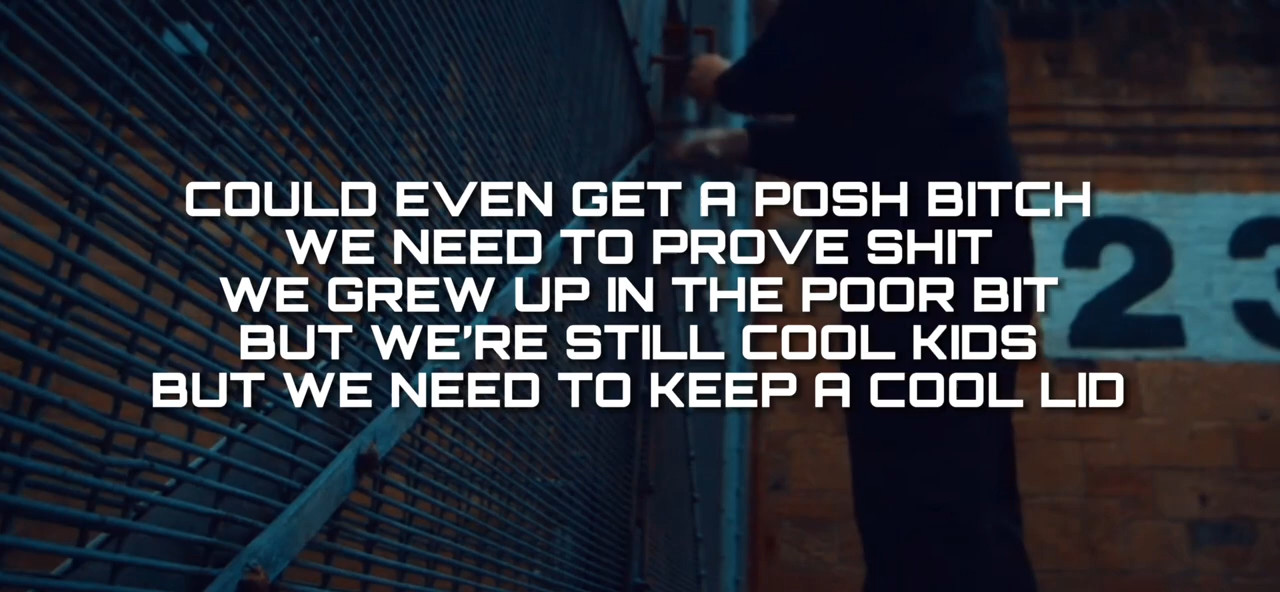 COULD EVEN GET A POSH BITCH
WE NEED TO PROVE SHIT
WE GREW UP IN THE POOR BIT
BUT WE'RE STILL COOL KIDS
BUT WE NEED TO KEEP A COOL LID
23